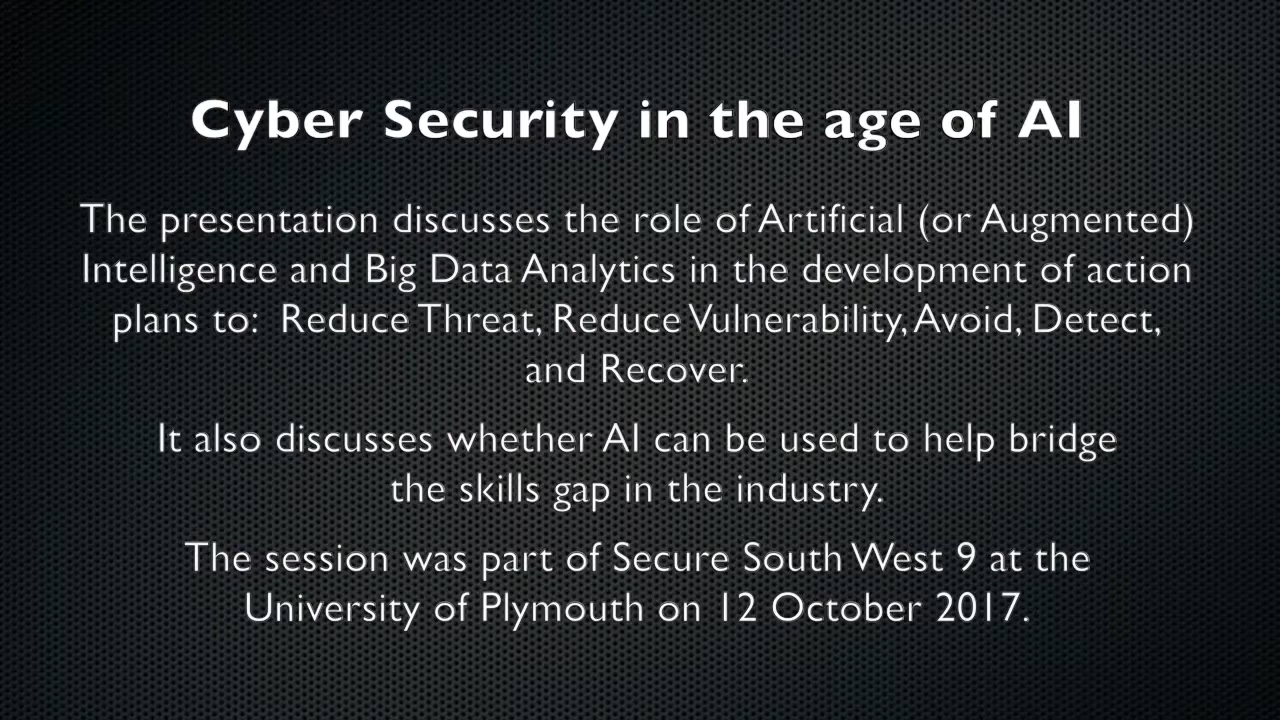 Cyber Security in the age of AI
The presentation discusses the role of Artificial (or Augmented)
Intelligence and Big Data Analytics in the development of action
plans to:  Reduce Threat, Reduce Vulnerability, Avoid, Detect,
and Recover.
It also discusses whether AI can be used to help bridge
the skills gap in the industry.
The session was part of Secure South West 9 at the
University of Plymouth on 12 October 2017.